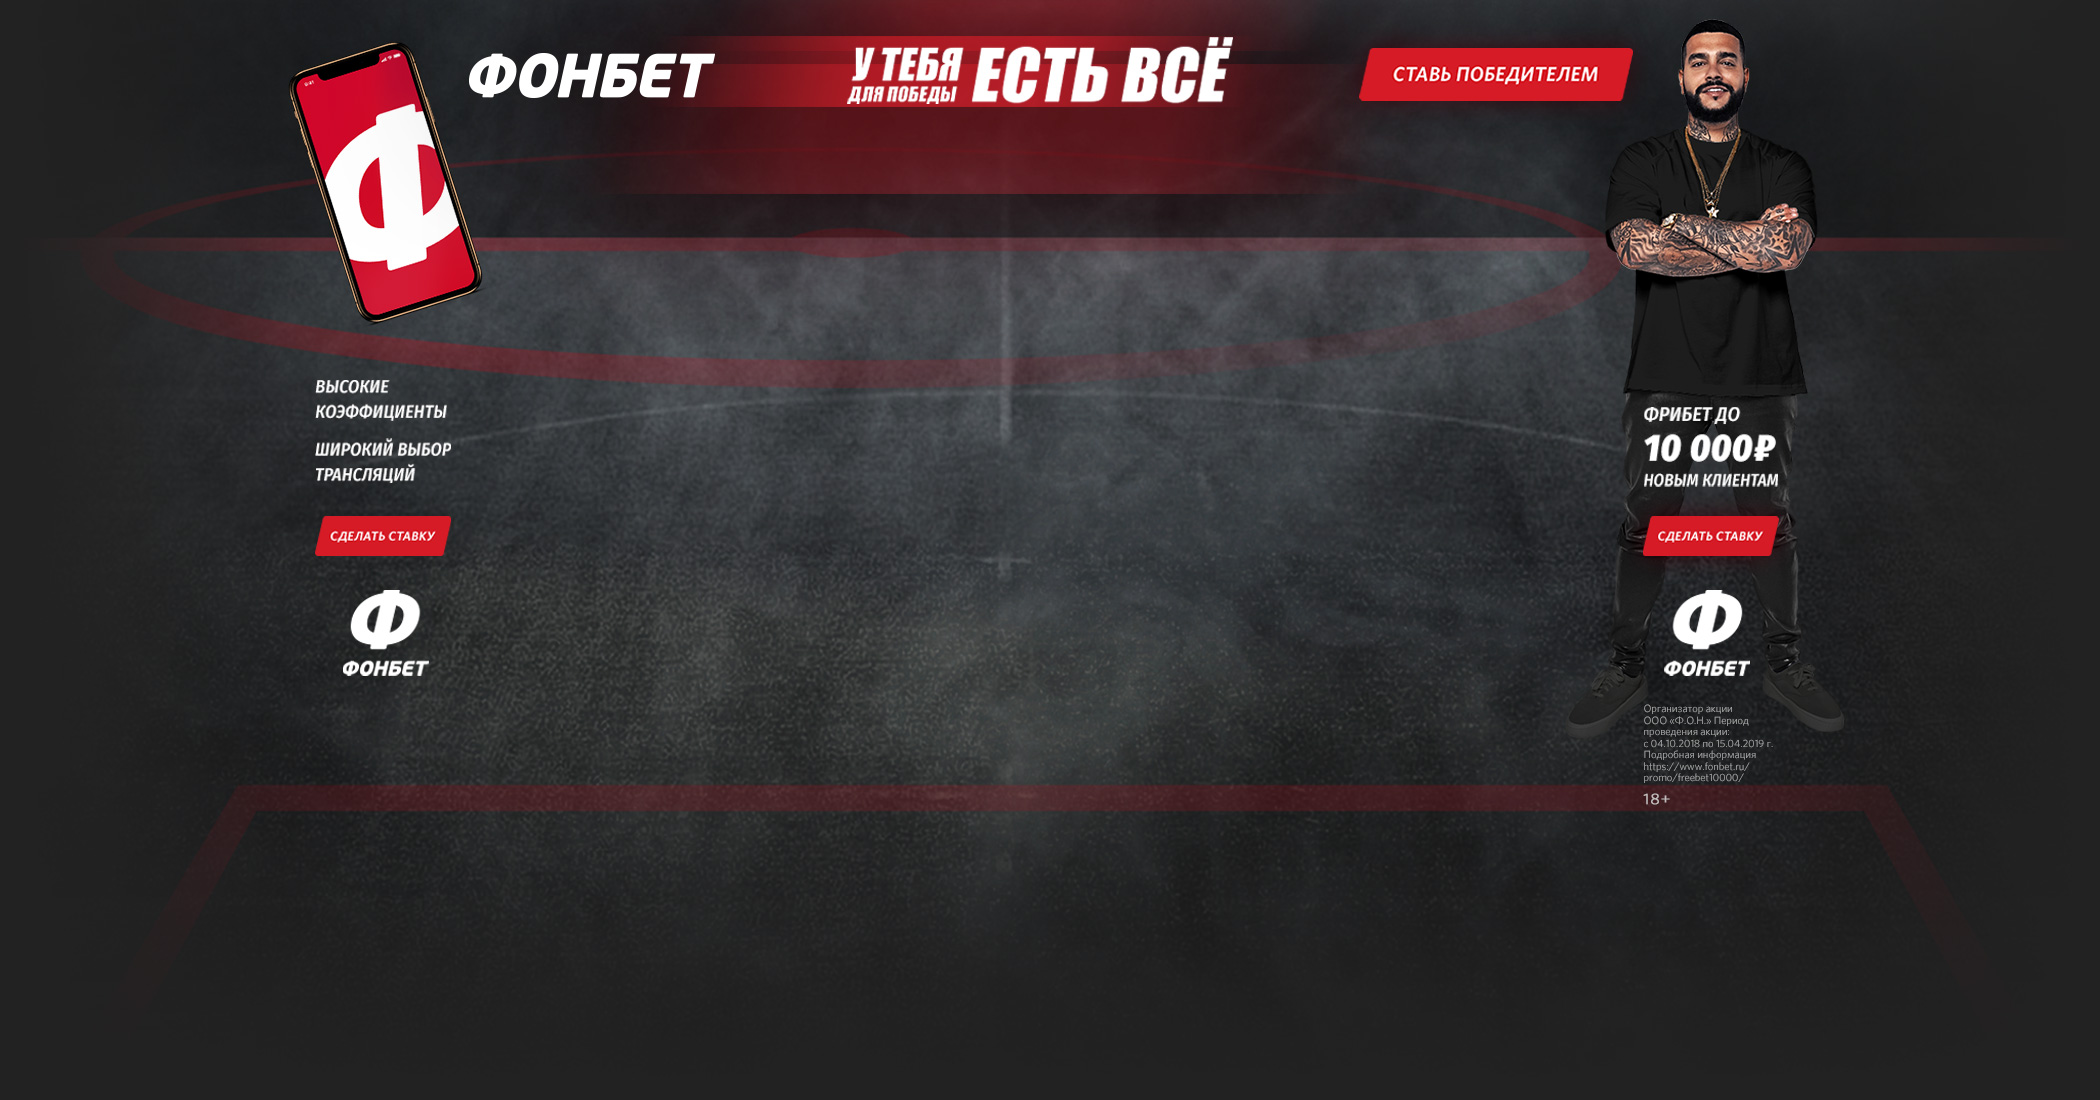 ФОНБЕТ
У ТЕБЯ
ДЛЯ ПОБЕДЫ
ЕСТЬ ВСЁ
СТАВЬ ПОБЕДИТЕЛЕМ
9:41
Ф
ВЫСОКИЕ
КОЭФФИЦИЕНТЫ
ШИРОКИЙ ВЫБОР
ТРАНСЛЯЦИЙ
СДЕЛАТЬ СТАВКУ
Ф
ФОНБЕТ
ФРИБЕТ ДО
10 000₽
НОВЫМ КЛИЕНТАМ
СДЕЛАТЬ СТАВКУ
Ф
ФОНБЕТ
Организатор акции
ООО «Ф.О.Н.» Период
проведения акции:
с 04.10.2018 по 15.04.2019 г.
Подробная информация
https://www.fonbet.ru/
promo/freebet10000/
18+